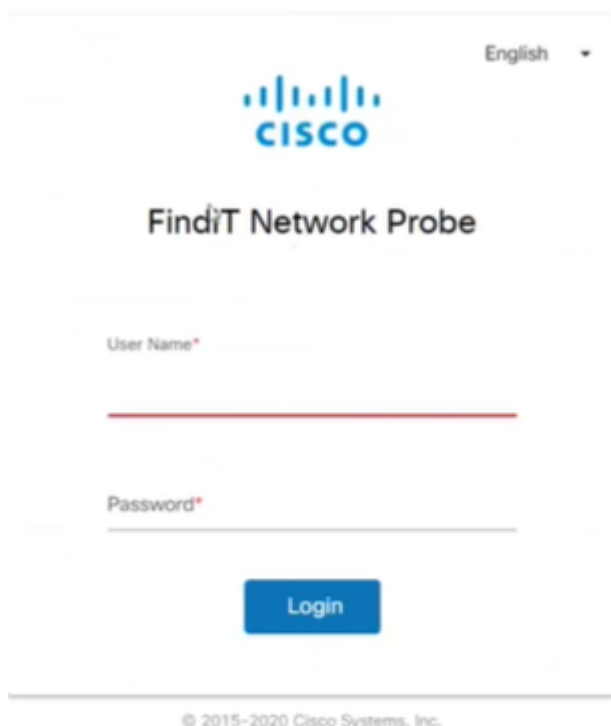 English
CISCO
FindIT Network Probe
User Name*
Password*
Login
© 2015-2020 Cisco Systems, Inc.